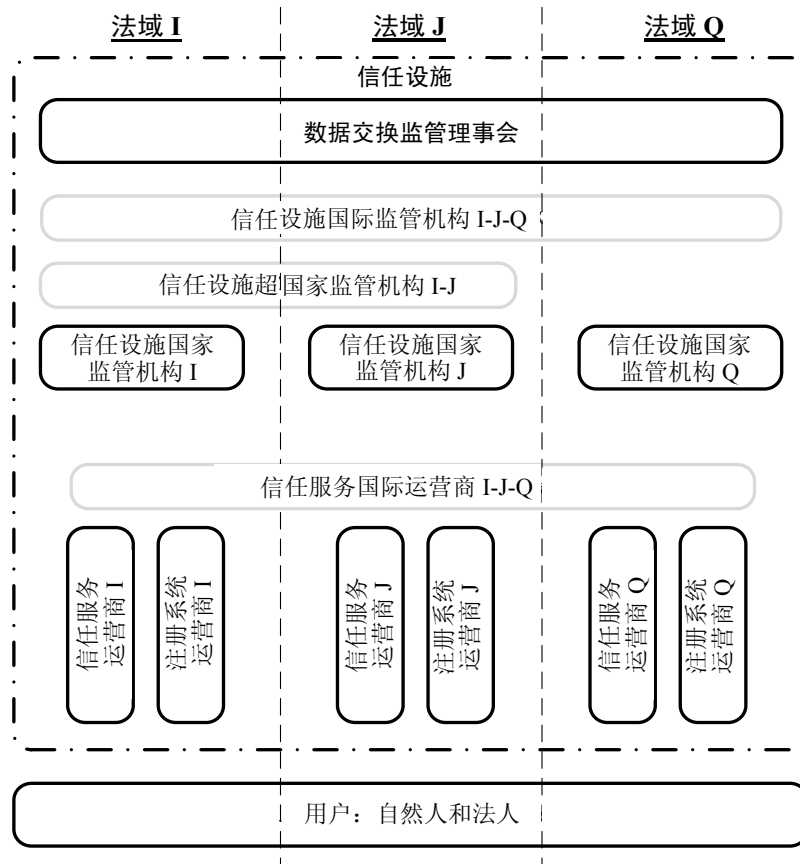 法域 I
法域 J
法域 Q
信任设施
数据交换监管理事会
信任设施国际监管机构 I-J-Q
信任设施超国家监管机构 I-J
信任设施国家
监管机构 I
信任设施国家
监管机构 J
信任设施国家
监管机构 Q
信任服务国际运营商 I-J-Q
信任服务
运营商 I
注册系统
运营商 I
信任服务
运营商 J
注册系统
运营商 J
信任服务
运营商 Q
注册系统
运营商 Q
用户：自然人和法人